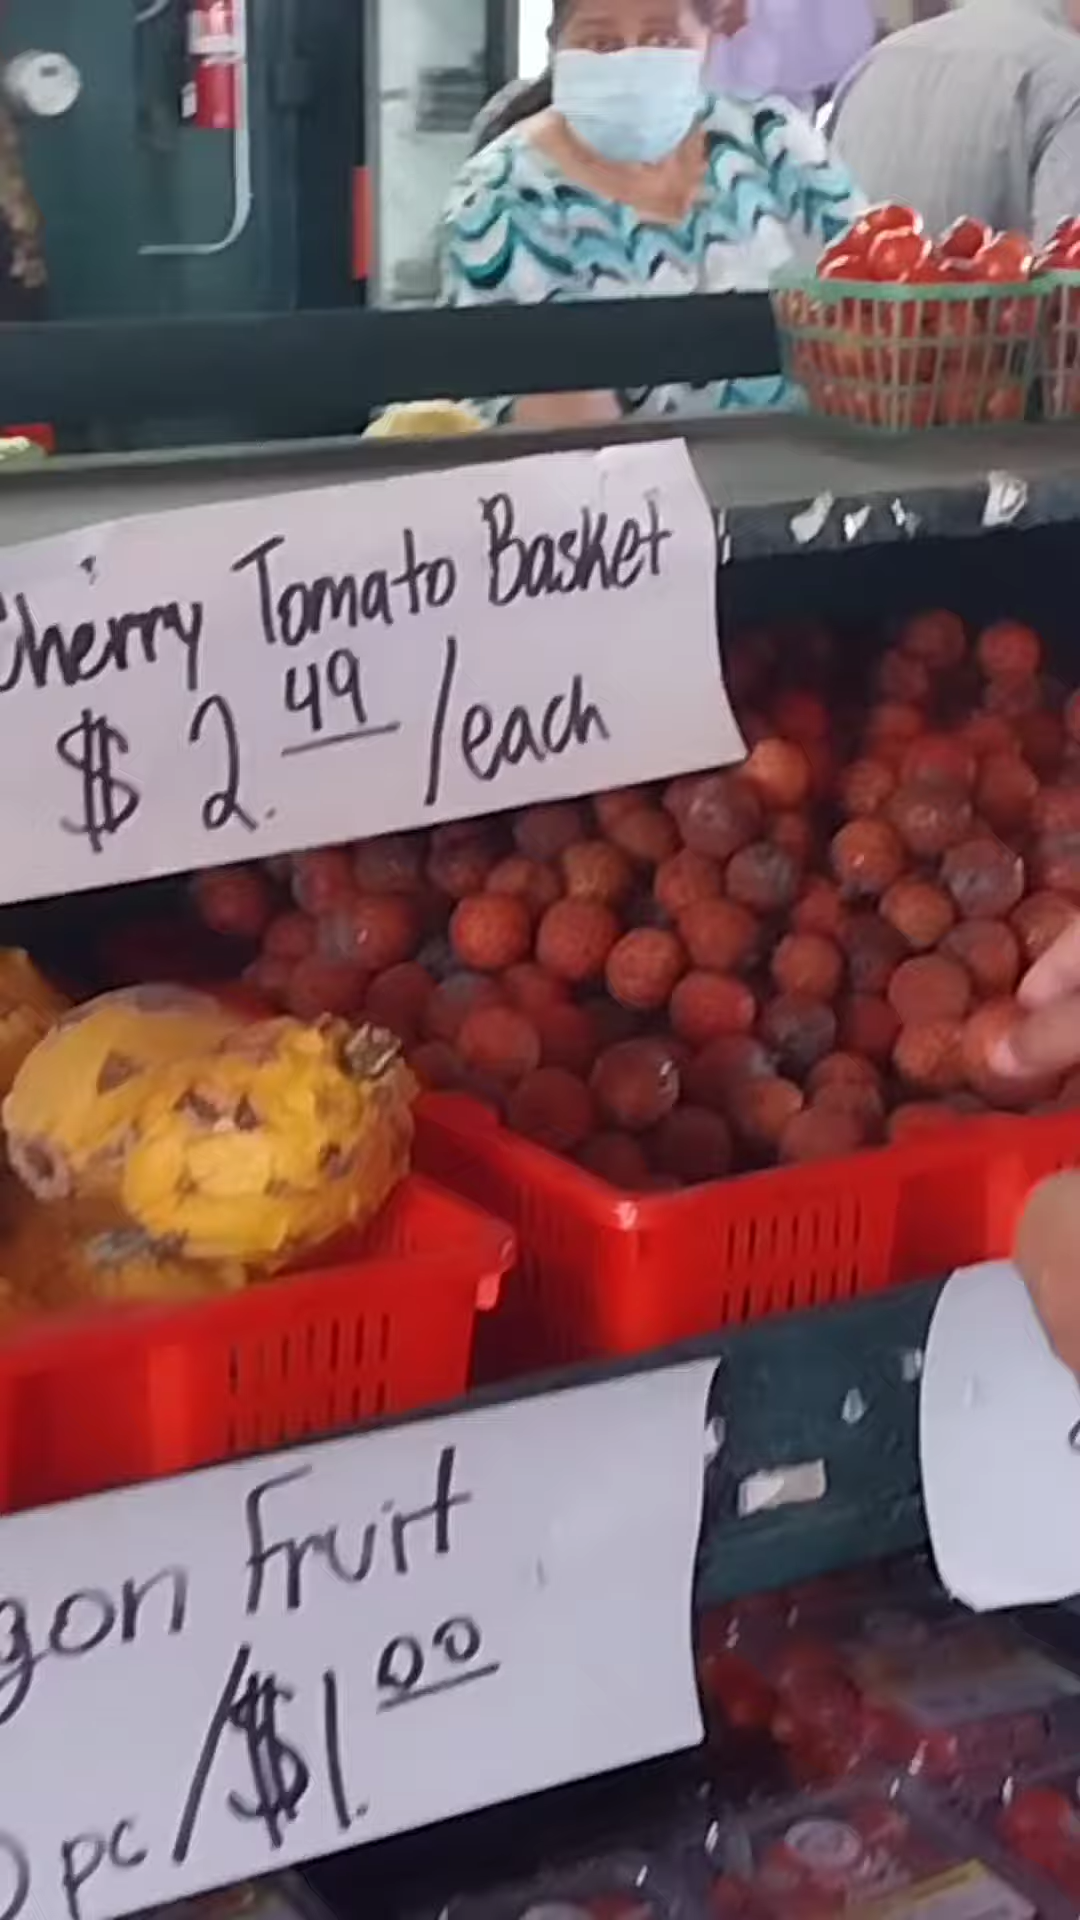 Cherry Tomato Basket
$2.49/each
gon Fruit
pc/$1.00